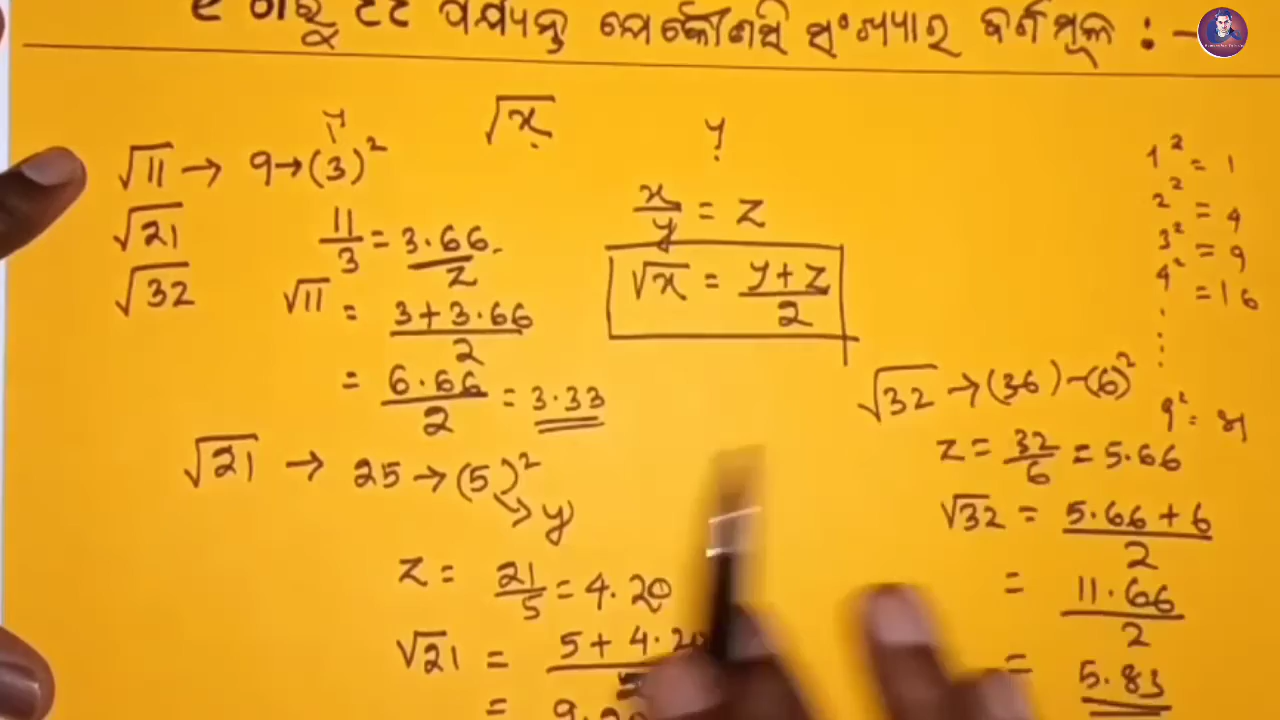 ଠାରୁ ୯୯ ପର୍ଯ୍ୟନ୍ତ ଯେକୌଣସି ସଂଖ୍ୟାର ବର୍ଗମୂଳ :-
√x
y
y
√11 → 9 → (3)²
√21
√32
11/3 = 3.66
z
√11 = (3+3.66)/2
= 6.66/2 = 3.33
x/y = z
√x = (y+z)/2
1² = 1
2² = 4
3² = 9
4² = 16
√21 → 25 → (5)²
→ y
z = 21/5 = 4.20
√21 = 5+4.20
= 9.20
√32 → (36) - (6)²
z = 32/6 = 5.66
√32 = (5.66+6)/2
= 11.66/2
= 5.83